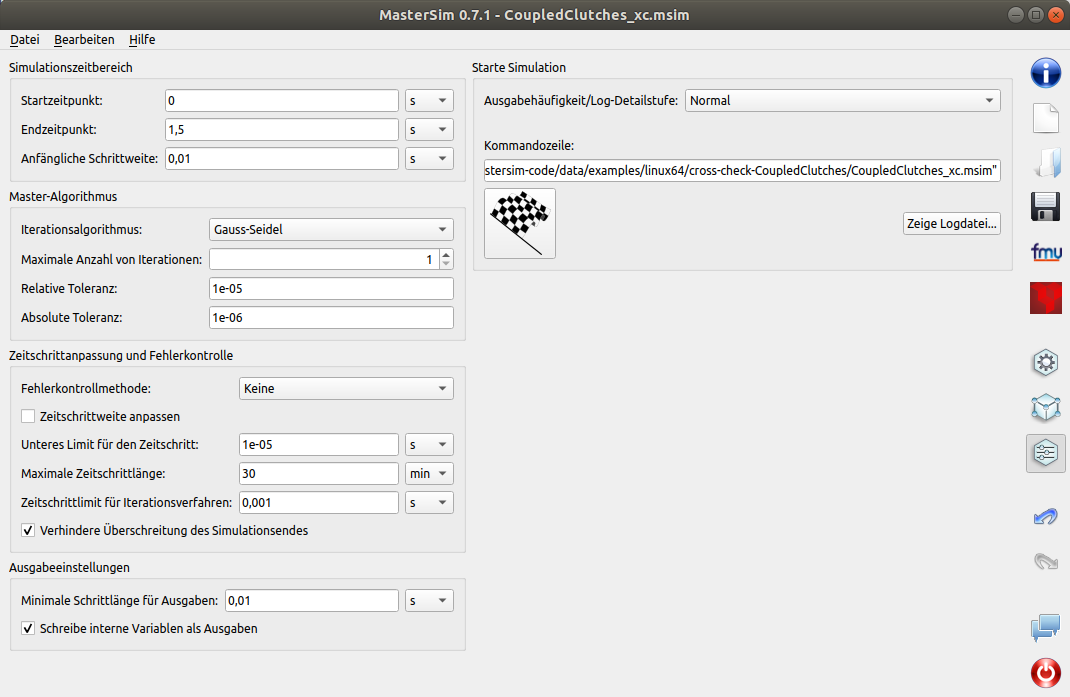 MasterSim 0.7.1 - CoupledClutches_xc.msim
Datei Bearbeiten Hilfe
Simulationszeitbereich
Startzeitpunkt: 0 s
Endzeitpunkt: 1,5 s
Anfängliche Schrittweite: 0,01 s
Master-Algorithmus
Iterationsalgorithmus: Gauss-Seidel
Maximale Anzahl von Iterationen: 1
Relative Toleranz: 1e-05
Absolute Toleranz: 1e-06
Zeitschrittanpassung und Fehlerkontrolle
Fehlerkontrollmethode: Keine
Zeitschrittweite anpassen
Unteres Limit für den Zeitschritt: 1e-05 s
Maximale Zeitschrittlänge: 30 min
Zeitschrittlimit für Iterationsverfahren: 0,001 s
Verhindere Überschreitung des Simulationsendes
Ausgabeeinstellungen
Minimale Schrittlänge für Ausgaben: 0,01 s
Schreibe interne Variablen als Ausgaben
Starte Simulation
Ausgabehäufigkeit/Log-Detailstufe: Normal
Kommandozeile:
stersim-code/data/examples/linux64/cross-check-CoupledClutches/CoupledClutches_xc.msim"
Zeige Logdatei...
fmu